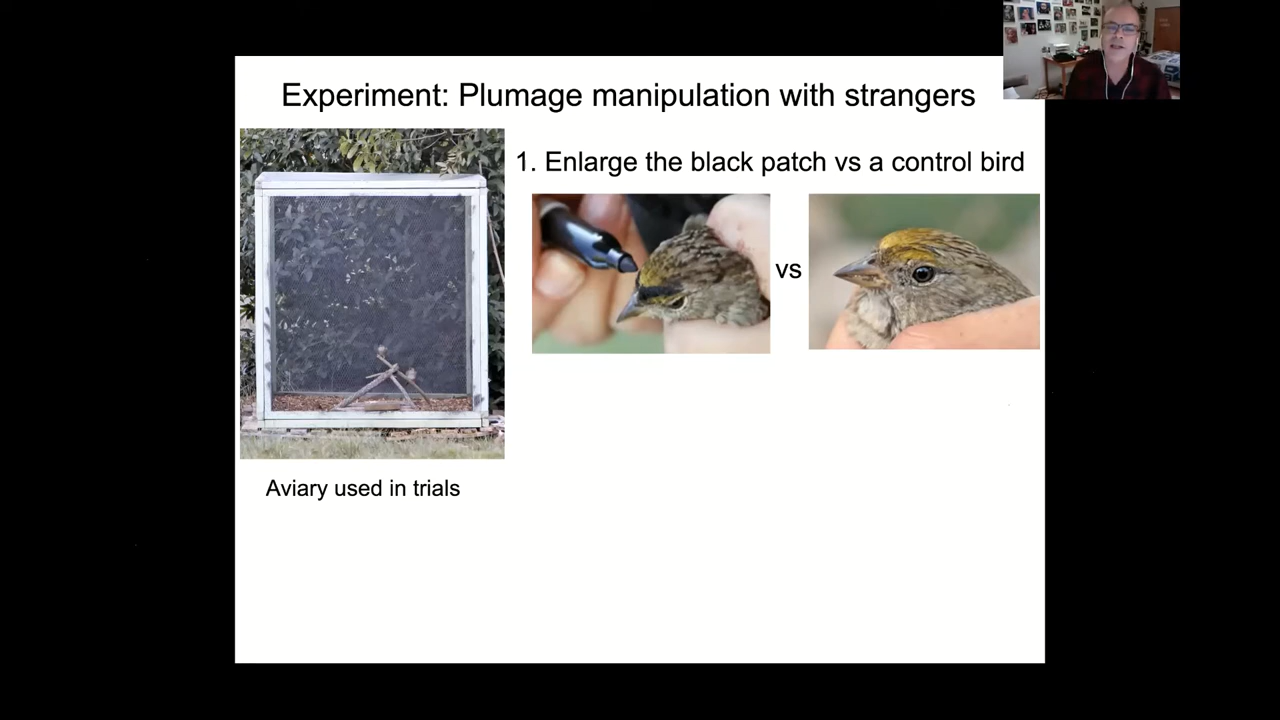 Experiment: Plumage manipulation with strangers
1. Enlarge the black patch vs a control bird
vs
Aviary used in trials